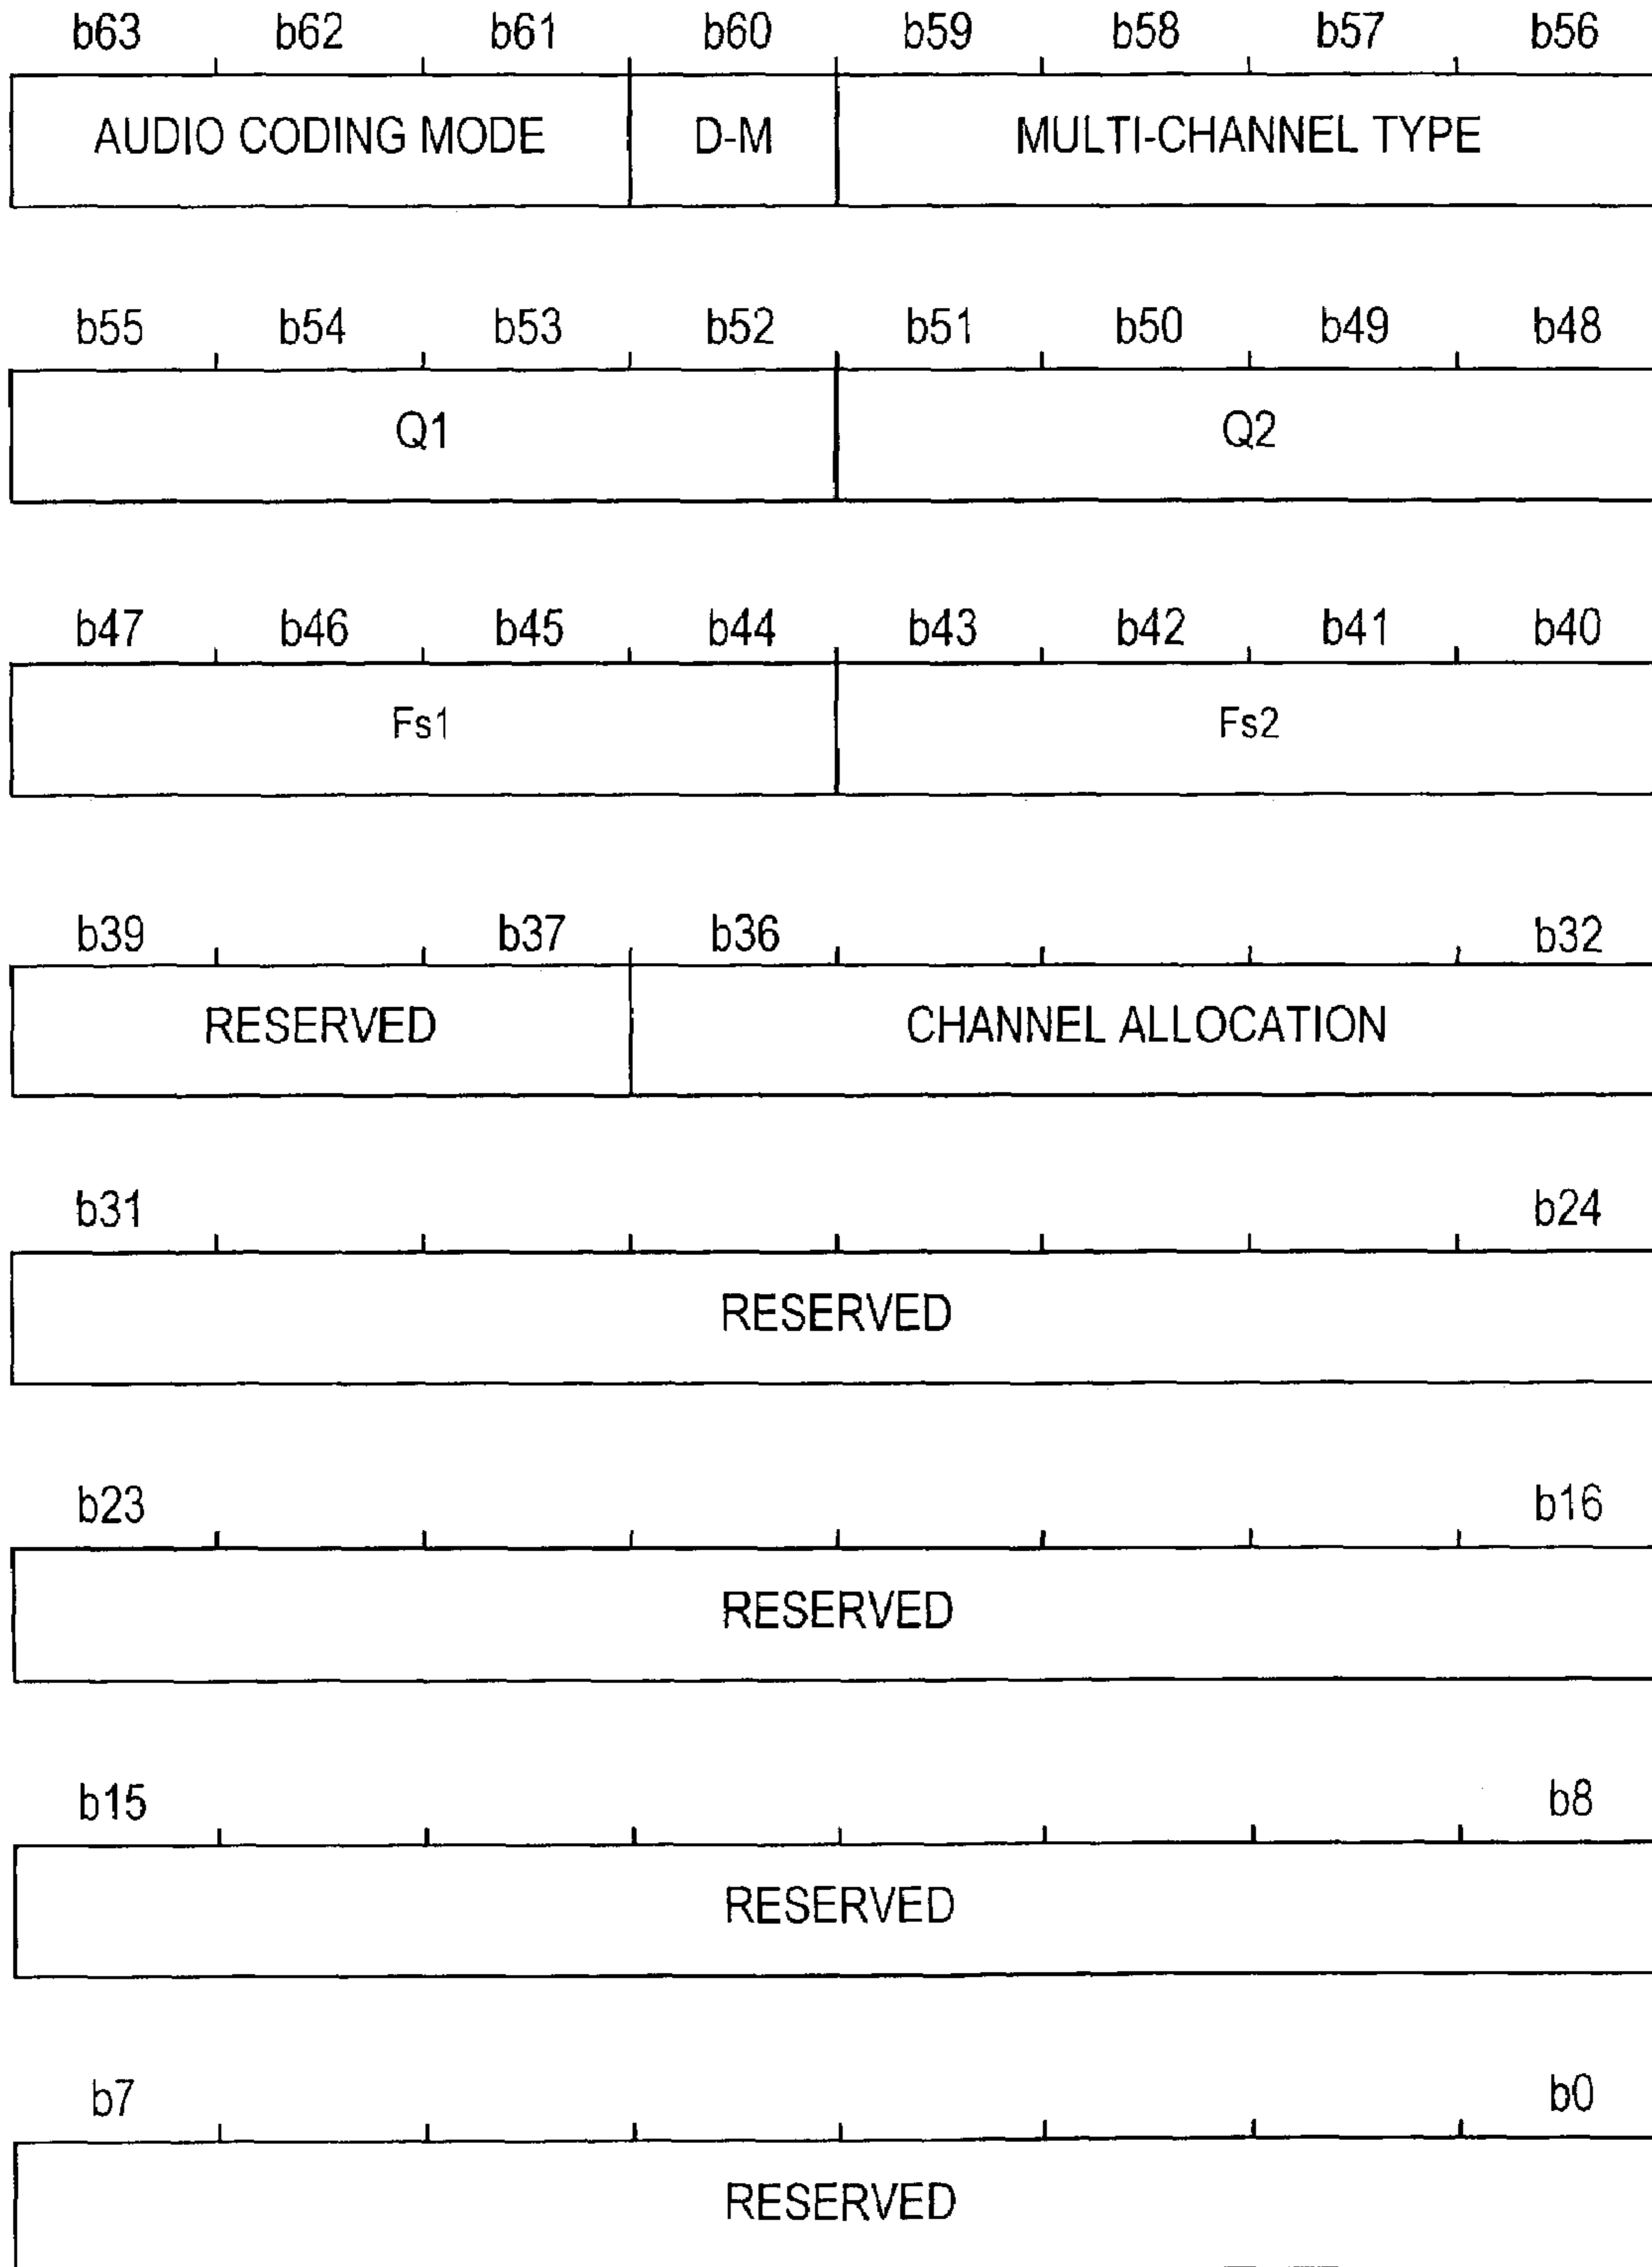 b63 b62 b61 b60 b59 b58 b57 b56
AUDIO CODING MODE D-M MULTI-CHANNEL TYPE
b55 b54 b53 b52 b51 b50 b49 b48
Q1 Q2
b47 b46 b45 b44 b43 b42 b41 b40
Fs1 Fs2
b39 b37 b36 b32
RESERVED CHANNEL ALLOCATION
b31 b24
RESERVED
b23 b16
RESERVED
b15 b8
RESERVED
b7 b0
RESERVED